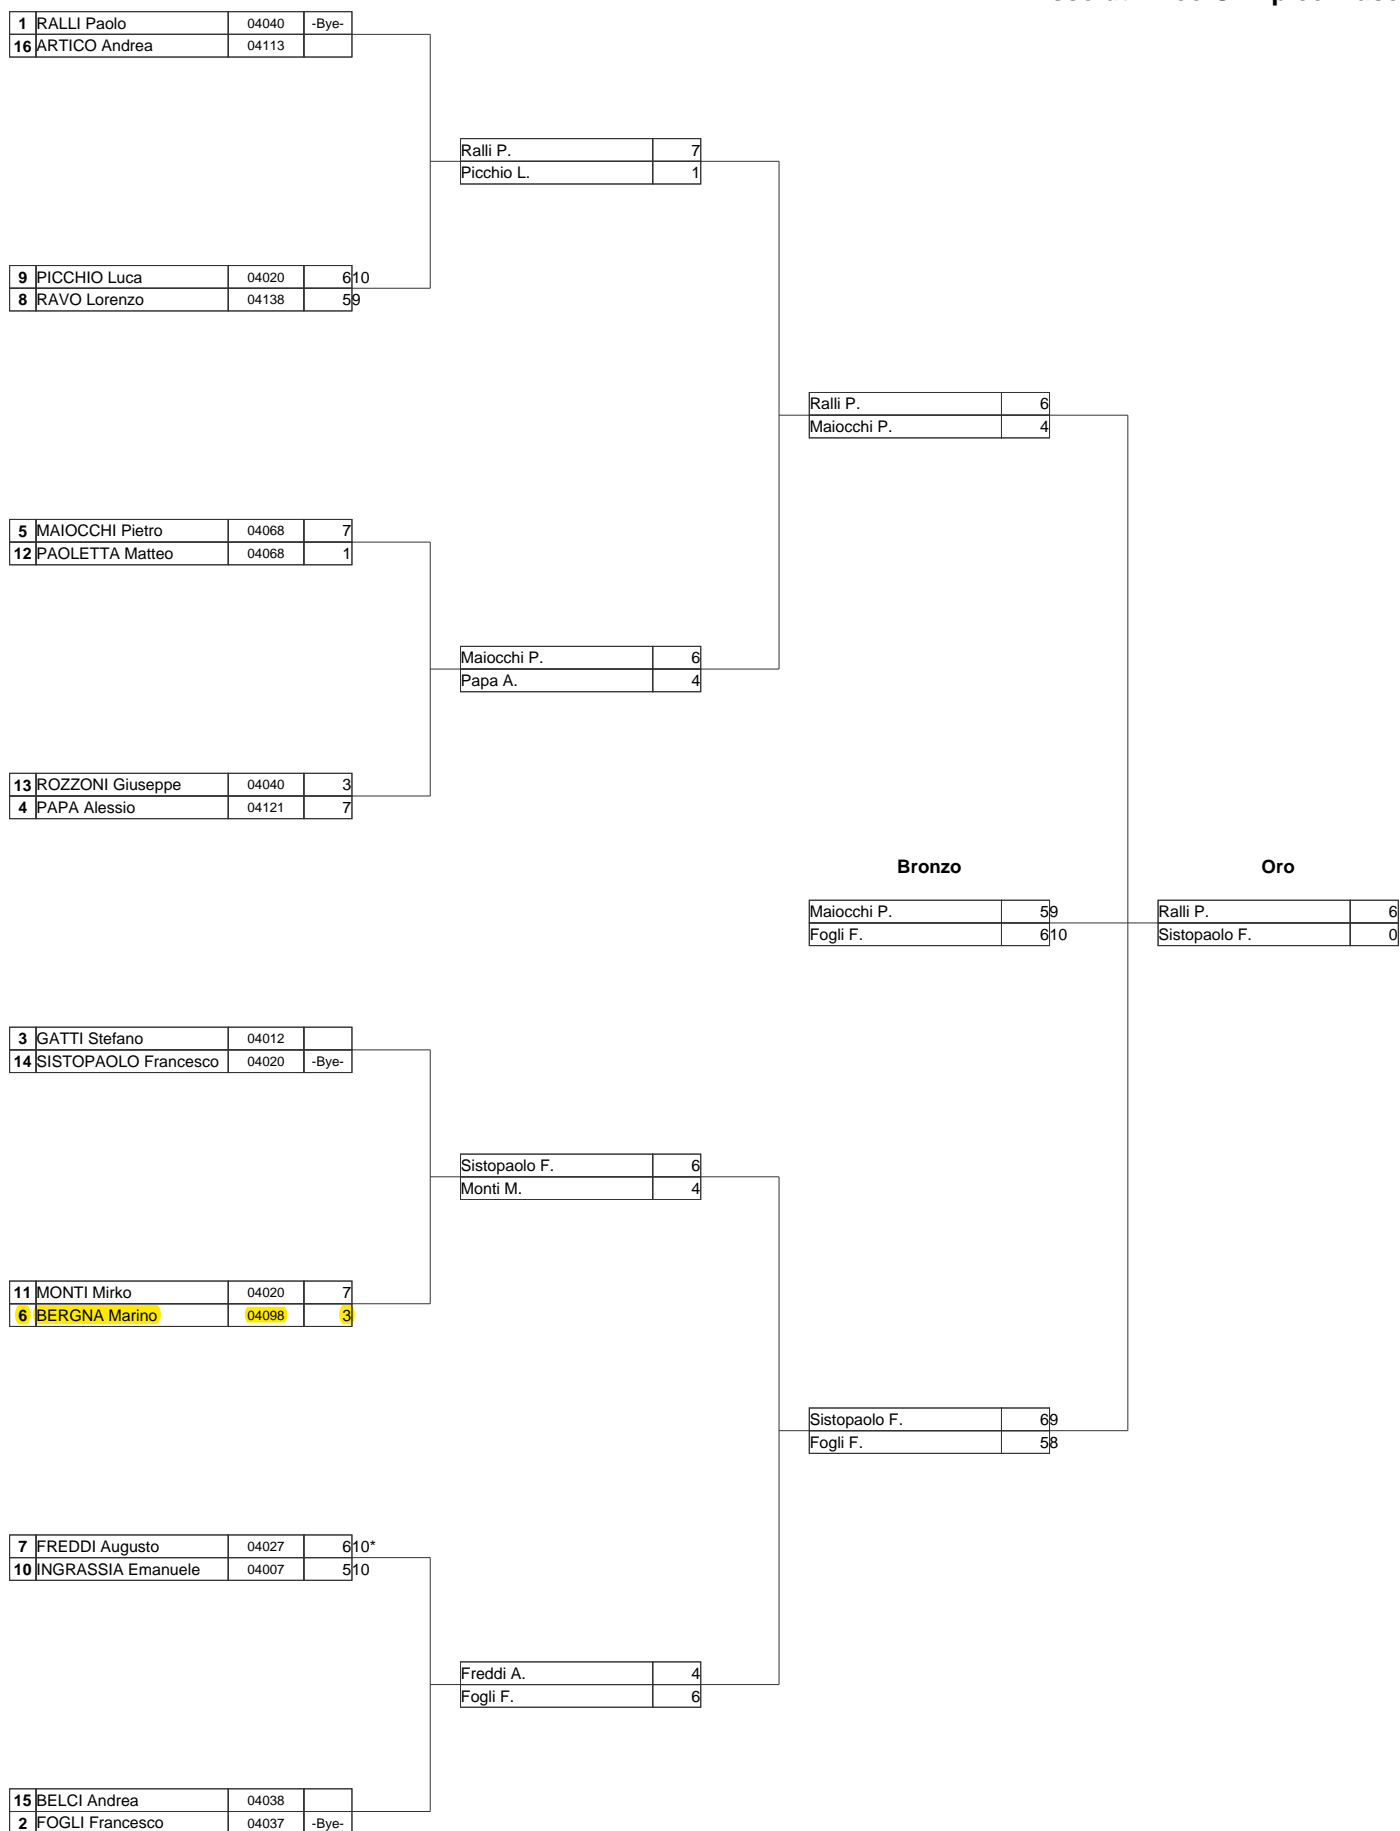 1 RALLI Paolo 04040 -Bye-
16 ARTICO Andrea 04113
Ralli P. 7
Picchio L. 1
9 PICCHIO Luca 04020 6 10
8 RAVO Lorenzo 04138 5 9
Ralli P. 6
Maiocchi P. 4
5 MAIOCCHI Pietro 04068 7
12 PAOLETTA Matteo 04068 1
Maiocchi P. 6
Papa A. 4
13 ROZZONI Giuseppe 04040 3
4 PAPA Alessio 04121 7
Bronzo Oro
Maiocchi P. 5 9 Ralli P. 6
Fogli F. 6 10 Sistopaolo F. 0
3 GATTI Stefano 04012
14 SISTOPAOLO Francesco 04020 -Bye-
Sistopaolo F. 6
Monti M. 4
11 MONTI Mirko 04020 7
6 BERGNA Marino 04098 3
Sistopaolo F. 6 9
Fogli F. 5 8
7 FREDDI Augusto 04027 6 10*
10 INGRASSIA Emanuele 04007 5 10
Freddi A. 4
Fogli F. 6
15 BELCI Andrea 04038
2 FOGLI Francesco 04037 -Bye-